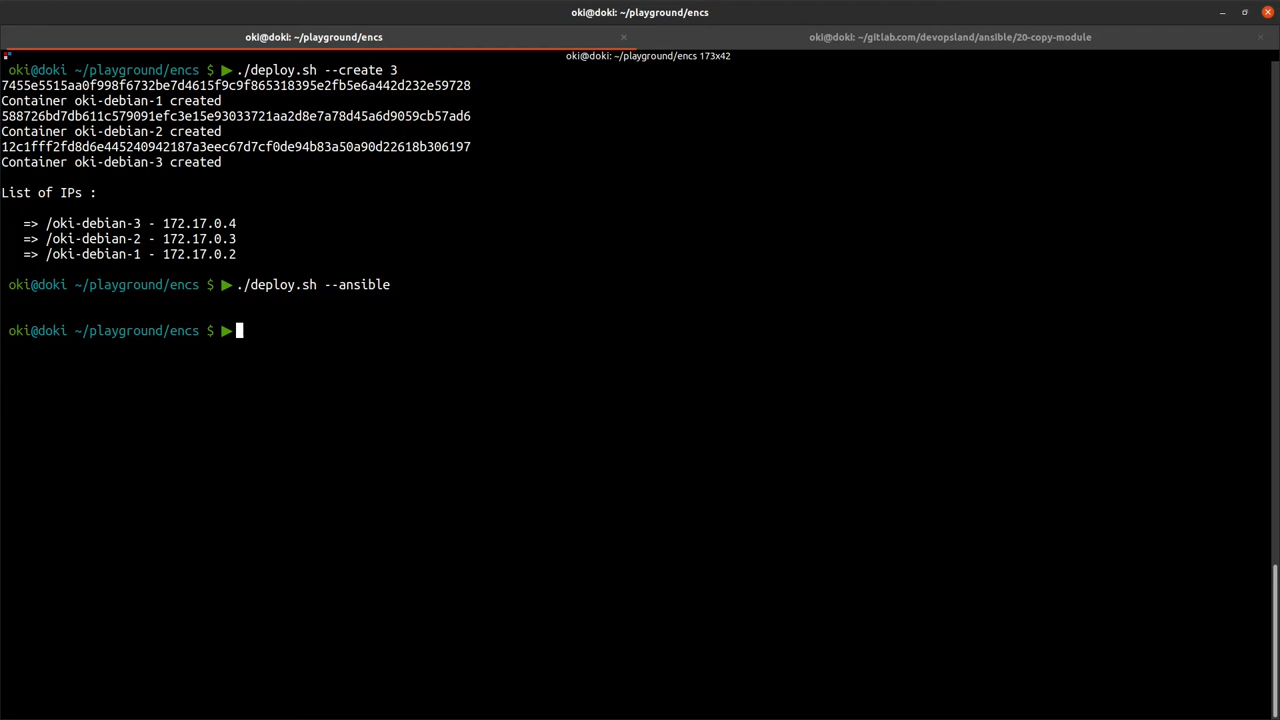 oki@doki: ~/playground/encs
oki@doki: ~/playground/encs
oki@doki: ~/gitlab.com/devopsland/ansible/20-copy-module
oki@doki: ~/playground/encs 173x42
oki@doki ~/playground/encs $ ▶./deploy.sh --create 3
7455e5515aa0f998f6732be7d4615f9c9f865318395e2fb5e6a442d232e59728
Container oki-debian-1 created
588726bd7db611c579091efc3e15e93033721aa2d8e7a78d45a6d9059cb57ad6
Container oki-debian-2 created
12c1fff2fd8d6e445240942187a3eec67d7cf0de94b83a50a90d22618b306197
Container oki-debian-3 created
List of IPs :
=> /oki-debian-3 - 172.17.0.4
=> /oki-debian-2 - 172.17.0.3
=> /oki-debian-1 - 172.17.0.2
oki@doki ~/playground/encs $ ▶./deploy.sh --ansible
oki@doki ~/playground/encs $ ▶